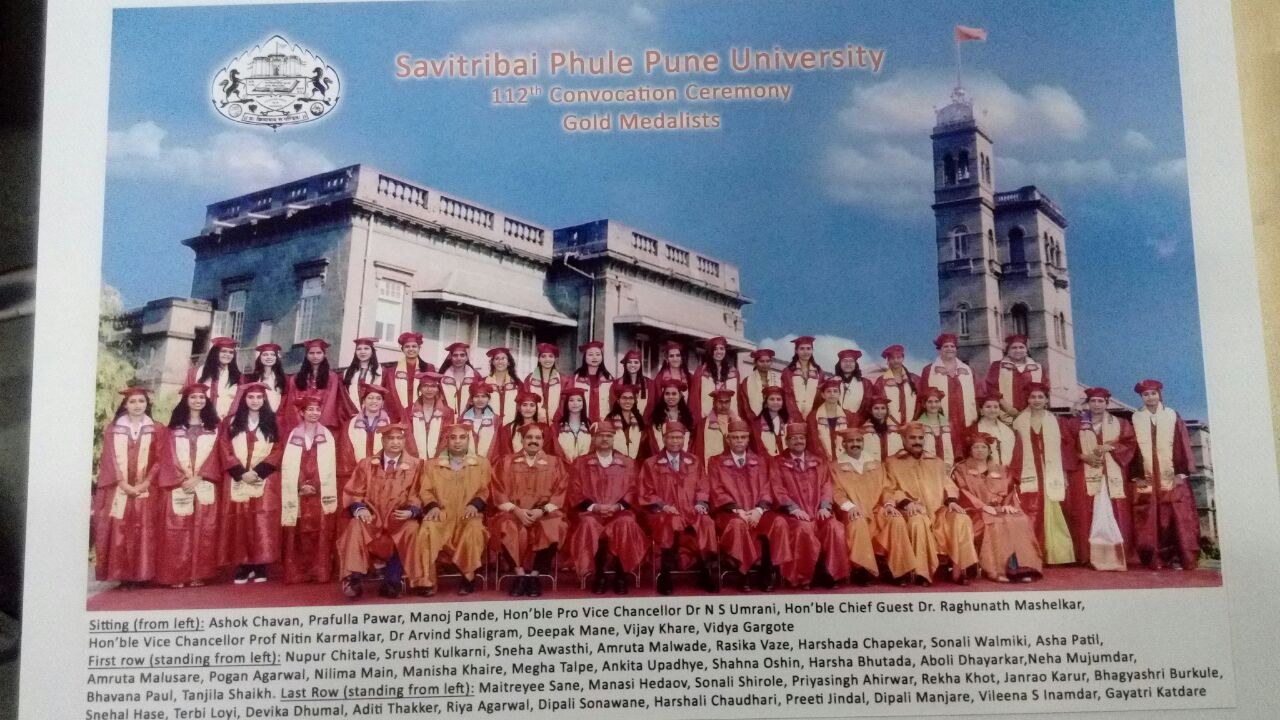 Savitribai Phule Pune University
112th Convocation Ceremony
Gold Medalists
Sitting (from left): Ashok Chavan, Prafulla Pawar, Manoj Pande, Hon'ble Pro Vice Chancellor Dr N S Umrani, Hon'ble Chief Guest Dr. Raghunath Mashelkar,
Hon'ble Vice Chancellor Prof Nitin Karmalkar, Dr Arvind Shaligram, Deepak Mane, Vijay Khare, Vidya Gargote
First row (standing from left): Nupur Chitale, Srushti Kulkarni, Sneha Awasthi, Amruta Malwade, Rasika Vaze, Harshada Chapekar, Sonali Walmiki, Asha Patil,
Amruta Malusare, Pogan Agarwal, Nilima Main, Manisha Khaire, Megha Talpe, Ankita Upadhye, Shahna Oshin, Harsha Bhutada, Aboli Dhayarkar,Neha Mujumdar,
Bhavana Paul, Tanjila Shaikh. Last Row (standing from left): Maitreyee Sane, Manasi Hedaov, Sonali Shirole, Priyasingh Ahirwar, Rekha Khot, Janrao Karur, Bhagyashri Burkule,
Snehal Hase, Terbi Loyi, Devika Dhumal, Aditi Thakker, Riya Agarwal, Dipali Sonawane, Harshali Chaudhari, Preeti Jindal, Dipali Manjare, Vileena S Inamdar, Gayatri Katdare